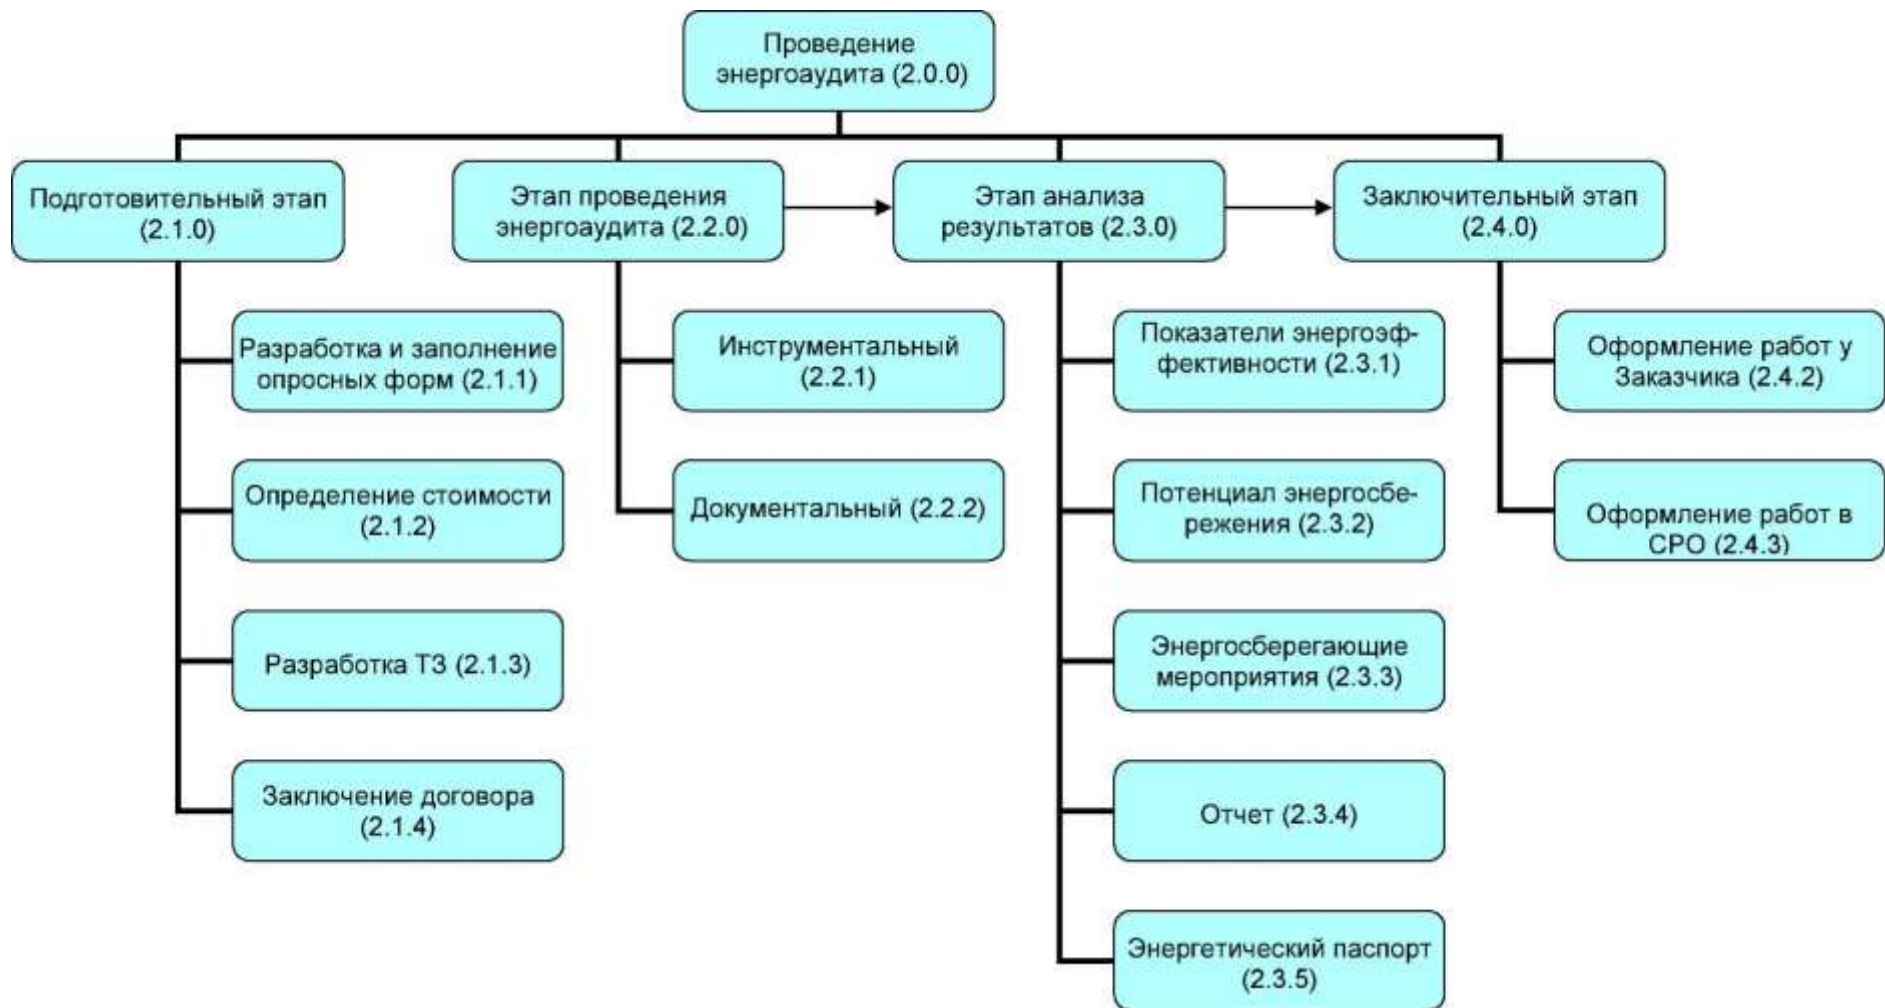 Проведение
энергоаудита (2.0.0)
Подготовительный этап
(2.1.0)
Этап проведения
энергоаудита (2.2.0)
Этап анализа
результатов (2.3.0)
Заключительный этап
(2.4.0)
Разработка и заполнение
опросных форм (2.1.1)
Определение стоимости
(2.1.2)
Разработка ТЗ (2.1.3)
Заключение договора
(2.1.4)
Инструментальный
(2.2.1)
Документальный (2.2.2)
Показатели энергоэф-
фективности (2.3.1)
Потенциал энергосбе-
режения (2.3.2)
Энергосберегающие
мероприятия (2.3.3)
Отчет (2.3.4)
Энергетический паспорт
(2.3.5)
Оформление работ у
Заказчика (2.4.2)
Оформление работ в
СРО (2.4.3)